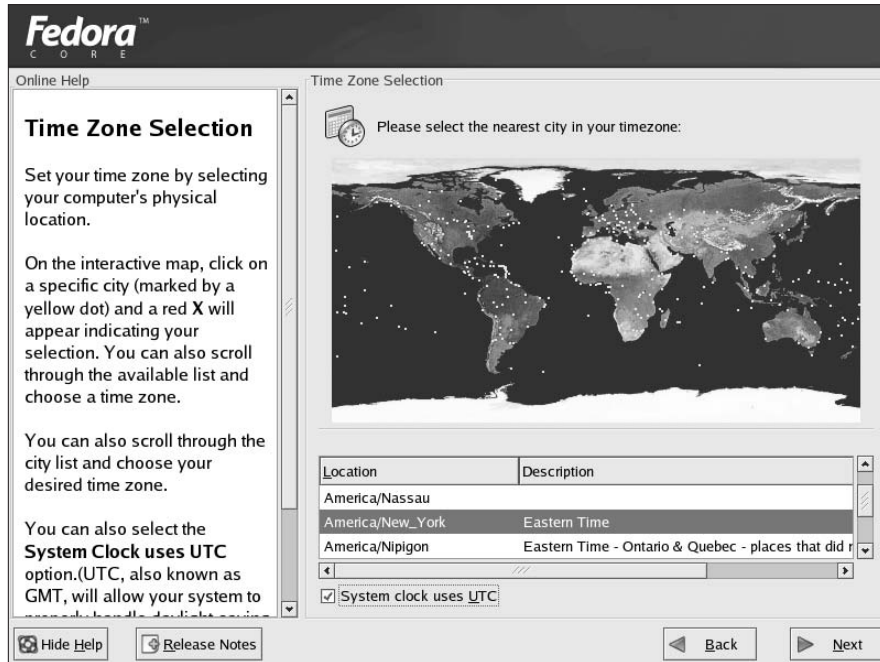 Fedora™
CORE
Online Help
Time Zone Selection
Set your time zone by selecting
your computer's physical
location.
On the interactive map, click on
a specific city (marked by a
yellow dot) and a red X will
appear indicating your
selection. You can also scroll
through the available list and
choose a time zone.
You can also scroll through the
city list and choose your
desired time zone.
You can also select the
System Clock uses UTC
option.(UTC, also known as
GMT, will allow your system to
properly handle daylight saving
Time Zone Selection
Please select the nearest city in your timezone:
Location Description
America/Nassau
America/New_York Eastern Time
America/Nipigon Eastern Time - Ontario & Quebec - places that did
System clock uses UTC
Hide Help
Release Notes
Back
Next